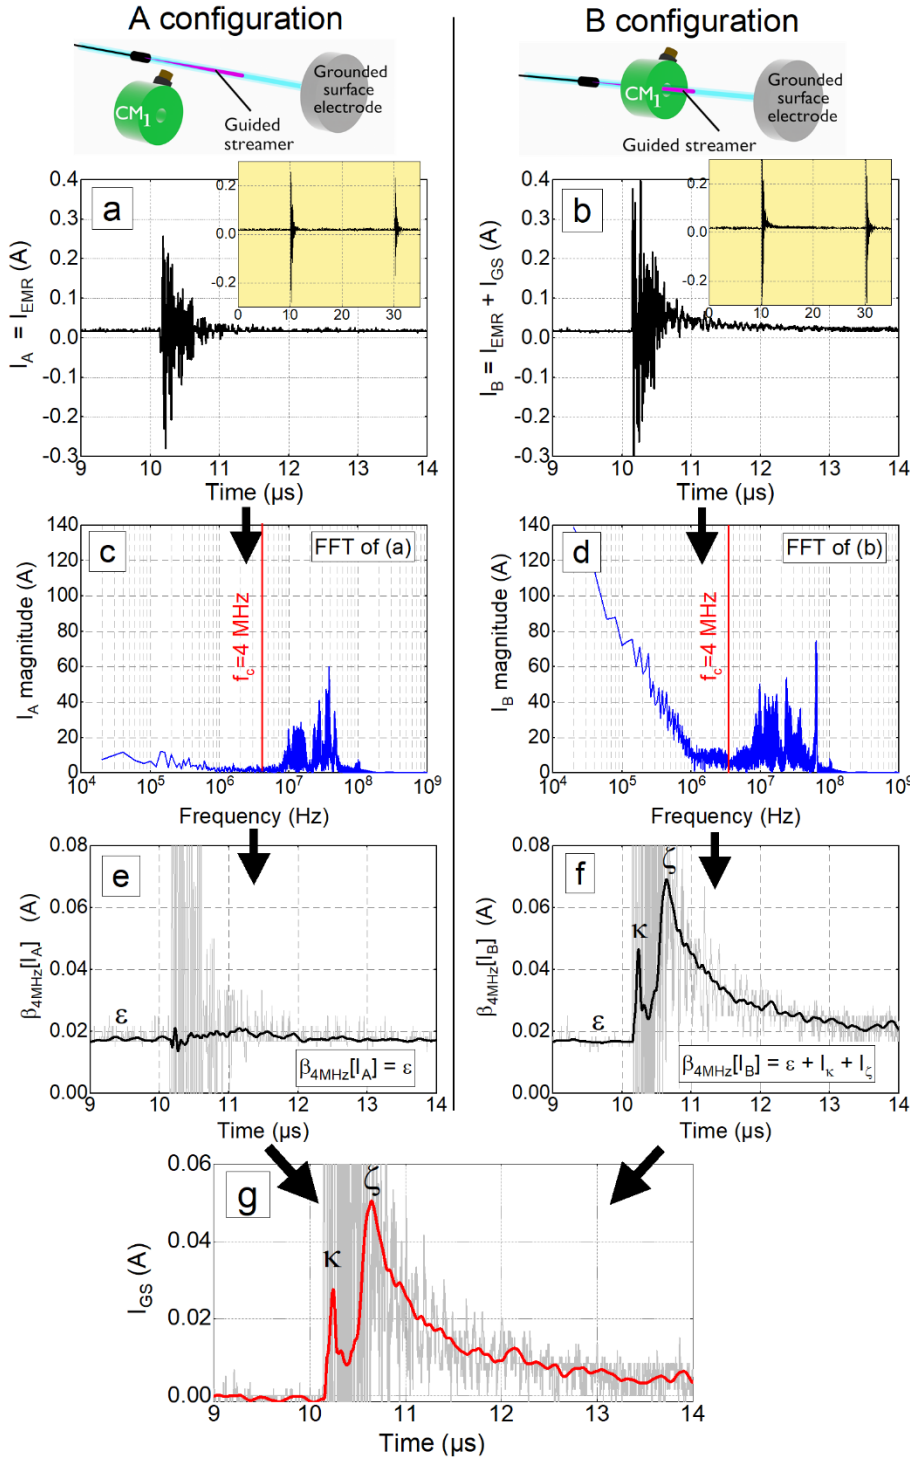 A configuration
B configuration
CM1
Guided
streamer
Grounded
surface
electrode
CM1
Guided streamer
Grounded
surface
electrode
a
I_A = I_EMR (A)
0.4
0.3
0.2
0.1
0.0
-0.1
-0.2
-0.3
9 10 11 12 13 14
Time (µs)
0.2
0.0
-0.2
0 10 20 30
b
I_B = I_EMR + I_GS (A)
0.4
0.3
0.2
0.1
0.0
-0.1
-0.2
-0.3
9 10 11 12 13 14
Time (µs)
0.2
0.0
-0.2
0 10 20 30
c
FFT of (a)
f_c=4 MHz
I_A magnitude (A)
140
120
100
80
60
40
20
0
10^4 10^5 10^6 10^7 10^8 10^9
Frequency (Hz)
d
FFT of (b)
f_c=4 MHz
I_B magnitude (A)
140
120
100
80
60
40
20
0
10^4 10^5 10^6 10^7 10^8 10^9
Frequency (Hz)
e
β_4MHz[I_A] (A)
0.08
0.06
0.04
0.02
0.00
ε
β_4MHz[I_A] = ε
9 10 11 12 13 14
Time (µs)
f
β_4MHz[I_B] (A)
0.08
0.06
0.04
0.02
0.00
ζ
κ
ε
β_4MHz[I_B] = ε + I_κ + I_ζ
9 10 11 12 13 14
Time (µs)
g
I_GS (A)
0.06
0.04
0.02
0.00
ζ
κ
9 10 11 12 13 14
Time (µs)